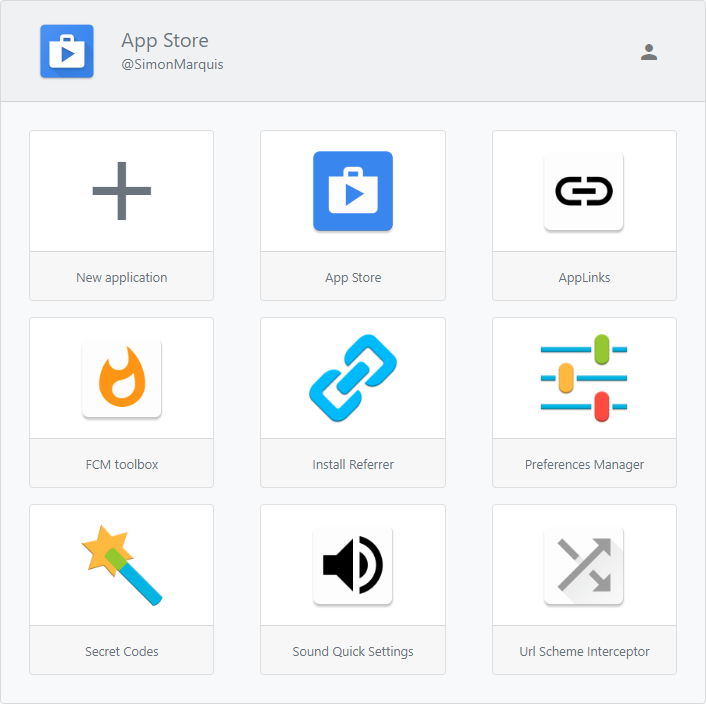 App Store
@SimonMarquis
New application
App Store
AppLinks
FCM toolbox
Install Referrer
Preferences Manager
Secret Codes
Sound Quick Settings
Url Scheme Interceptor